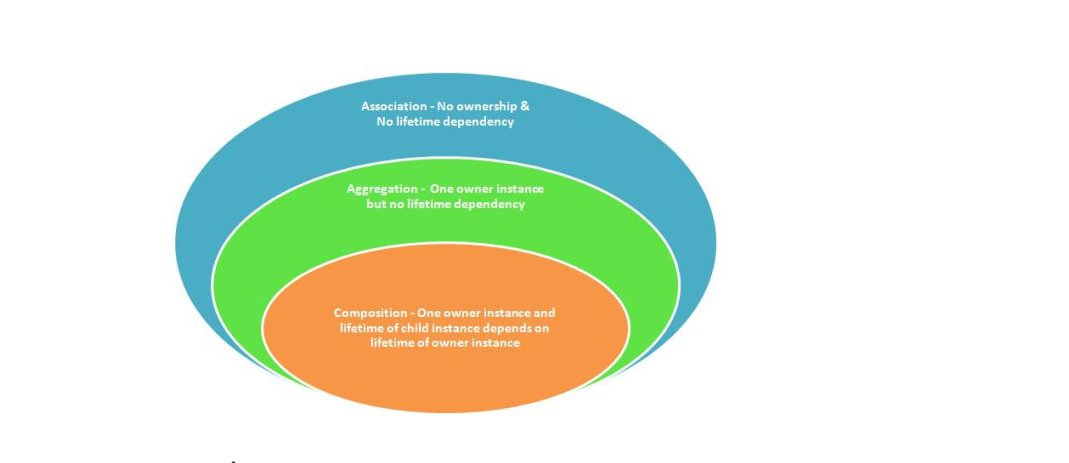 Association - No ownership &
No lifetime dependency
Aggregation -  One owner instance
but no lifetime dependency
Composition - One owner instance and
lifetime of child instance depends on
lifetime of owner instance